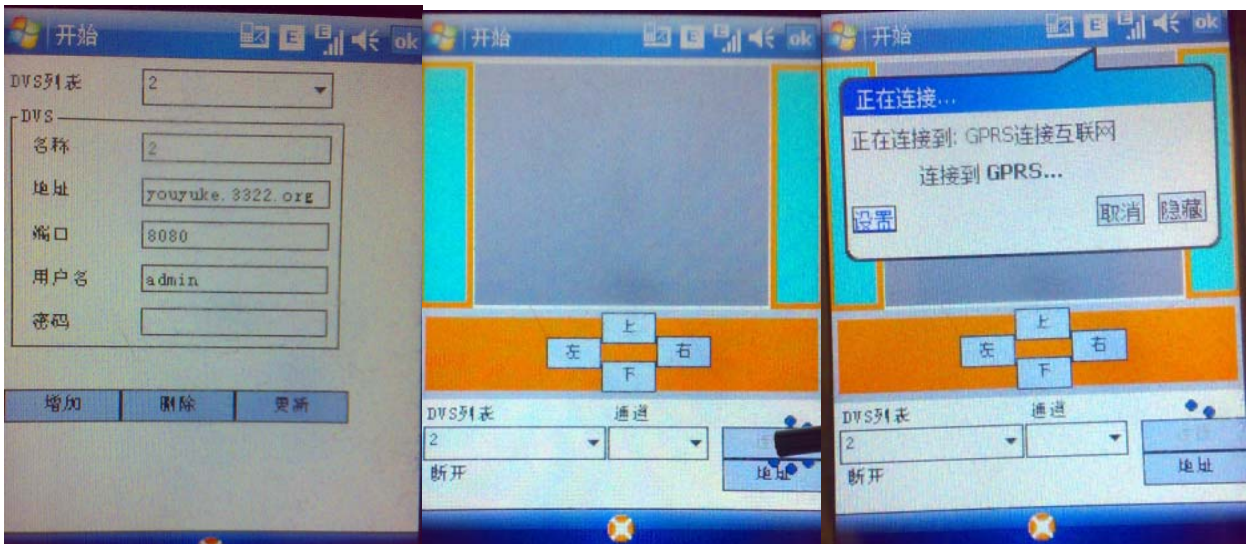 开始
ok
DVS列表
2
DVS
名称
2
地址
youyuke.3322.org
端口
8080
用户名
admin
密码
增加
删除
更新
开始
ok
上
左
右
下
DVS列表
通道
2
断开
地址
开始
ok
正在连接...
正在连接到: GPRS连接互联网
连接到 GPRS...
设置
取消
隐藏
上
左
右
下
DVS列表
通道
2
断开
地址